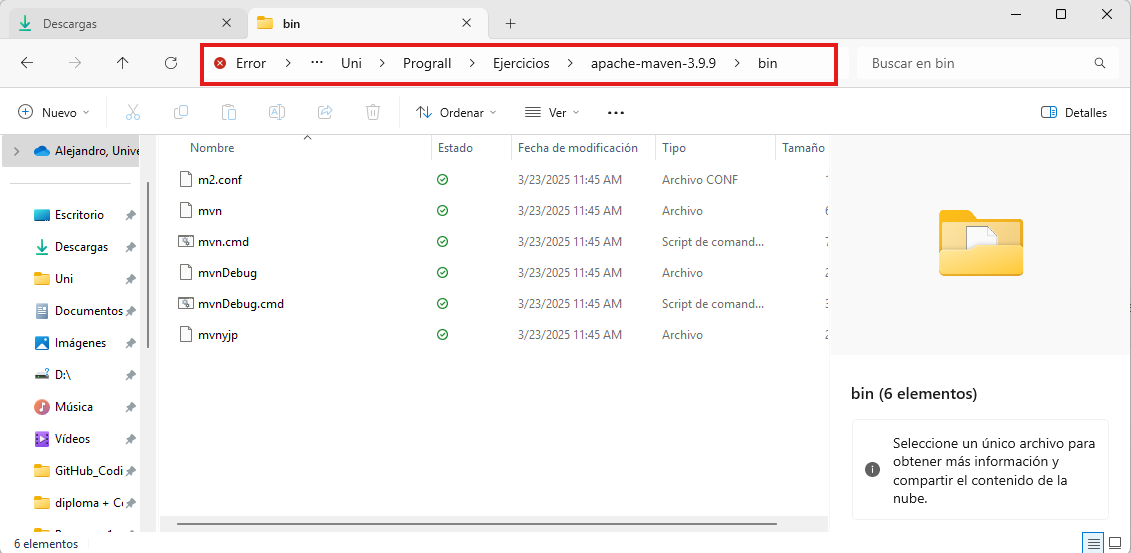 Descargas
bin
Error > ... Uni > PrograII > Ejercicios > apache-maven-3.9.9 > bin
Buscar en bin
Nuevo
Ordenar
Ver
Detalles
Alejandro, Unive
Escritorio
Descargas
Uni
Documentos
Imágenes
D:\
Música
Vídeos
GitHub_Codi
diploma + C
Nombre Estado Fecha de modificación Tipo Tamaño
m2.conf 3/23/2025 11:45 AM Archivo CONF 1
mvn 3/23/2025 11:45 AM Archivo 6
mvn.cmd 3/23/2025 11:45 AM Script de comand... 7
mvnDebug 3/23/2025 11:45 AM Archivo 2
mvnDebug.cmd 3/23/2025 11:45 AM Script de comand... 3
mvnyjp 3/23/2025 11:45 AM Archivo 2
bin (6 elementos)
Seleccione un único archivo para
obtener más información y
compartir el contenido de la
nube.
6 elementos